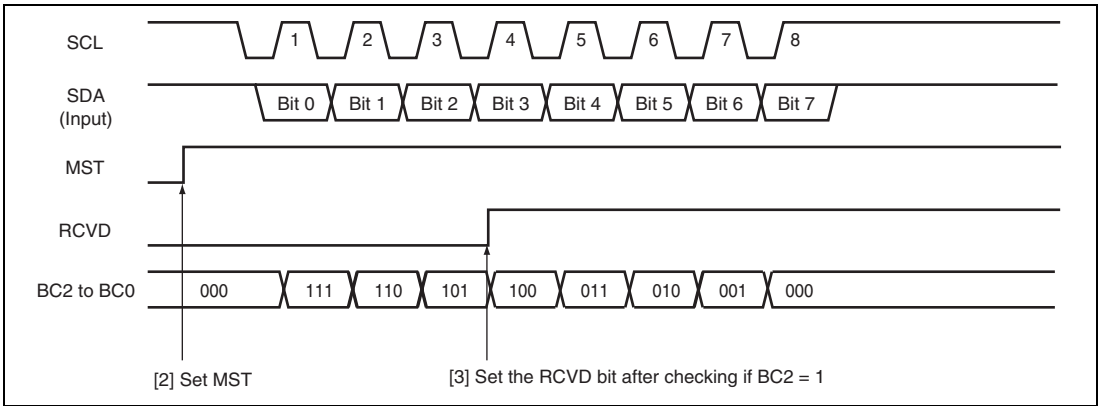 SCL 1 2 3 4 5 6 7 8
SDA
(Input)
Bit 0 Bit 1 Bit 2 Bit 3 Bit 4 Bit 5 Bit 6 Bit 7
MST
RCVD
BC2 to BC0 000 111 110 101 100 011 010 001 000
[2] Set MST [3] Set the RCVD bit after checking if BC2 = 1